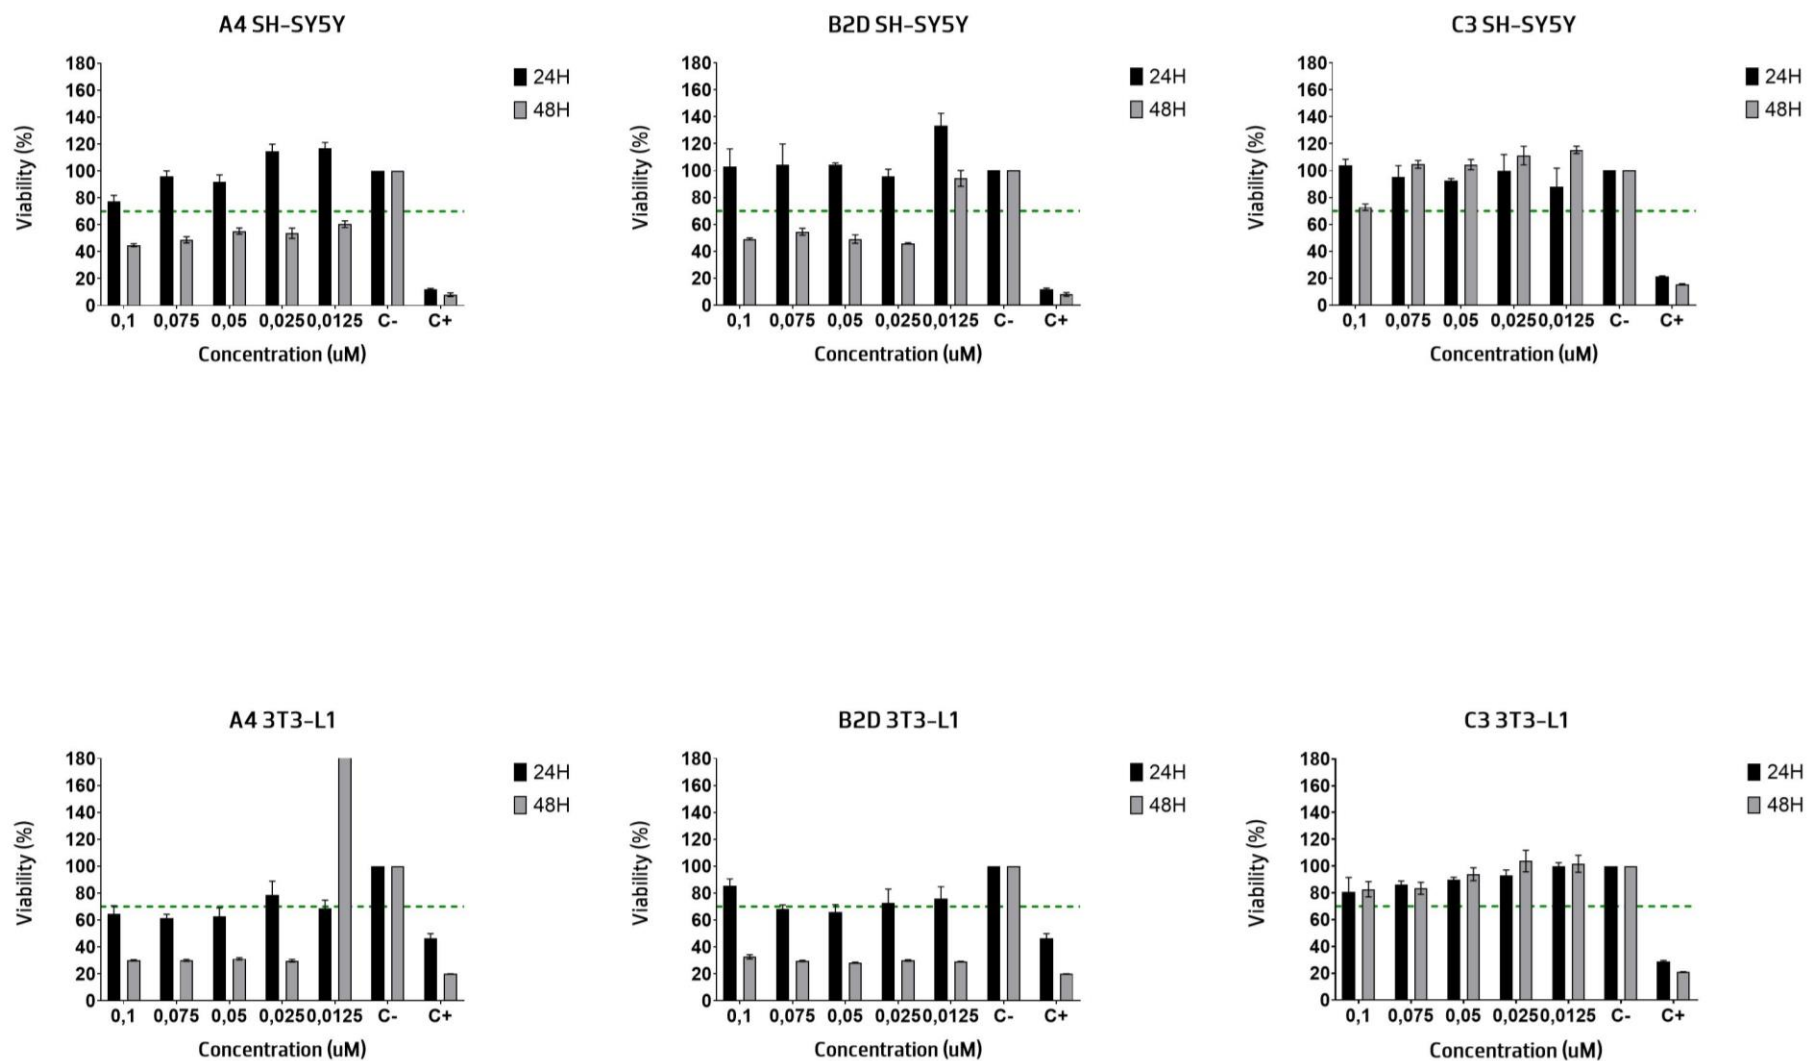 A4 SH-SY5Y
180
160
140
120
100
80
60
40
20
0
Viability (%)
0,1 0,075 0,05 0,025 0,0125 C- C+
Concentration (uM)
24H
48H
B2D SH-SY5Y
180
160
140
120
100
80
60
40
20
0
Viability (%)
0,1 0,075 0,05 0,025 0,0125 C- C+
Concentration (uM)
24H
48H
C3 SH-SY5Y
180
160
140
120
100
80
60
40
20
0
Viability (%)
0,1 0,075 0,05 0,025 0,0125 C- C+
Concentration (uM)
24H
48H
A4 3T3-L1
180
160
140
120
100
80
60
40
20
0
Viability (%)
0,1 0,075 0,05 0,025 0,0125 C- C+
Concentration (uM)
24H
48H
B2D 3T3-L1
180
160
140
120
100
80
60
40
20
0
Viability (%)
0,1 0,075 0,05 0,025 0,0125 C- C+
Concentration (uM)
24H
48H
C3 3T3-L1
180
160
140
120
100
80
60
40
20
0
Viability (%)
0,1 0,075 0,05 0,025 0,0125 C- C+
Concentration (uM)
24H
48H